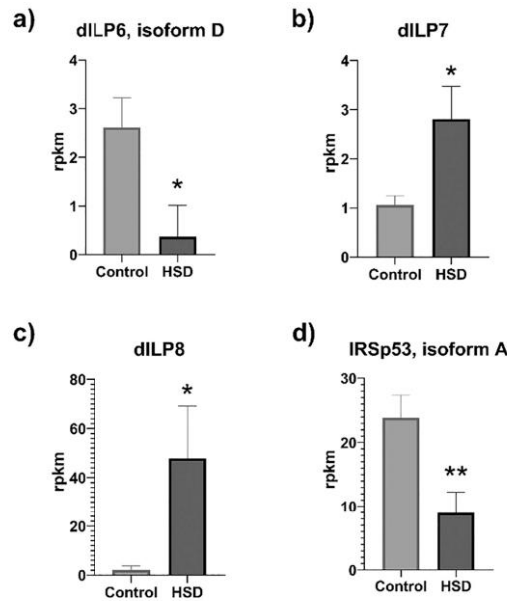 a)
dILP6, isoform D
4
3
2
1
0
rpkm
*
Control HSD
b)
dILP7
4
3
2
1
0
rpkm
*
Control HSD
c)
dILP8
80
60
40
20
0
rpkm
*
Control HSD
d)
IRSp53, isoform A
30
20
10
0
rpkm
**
Control HSD